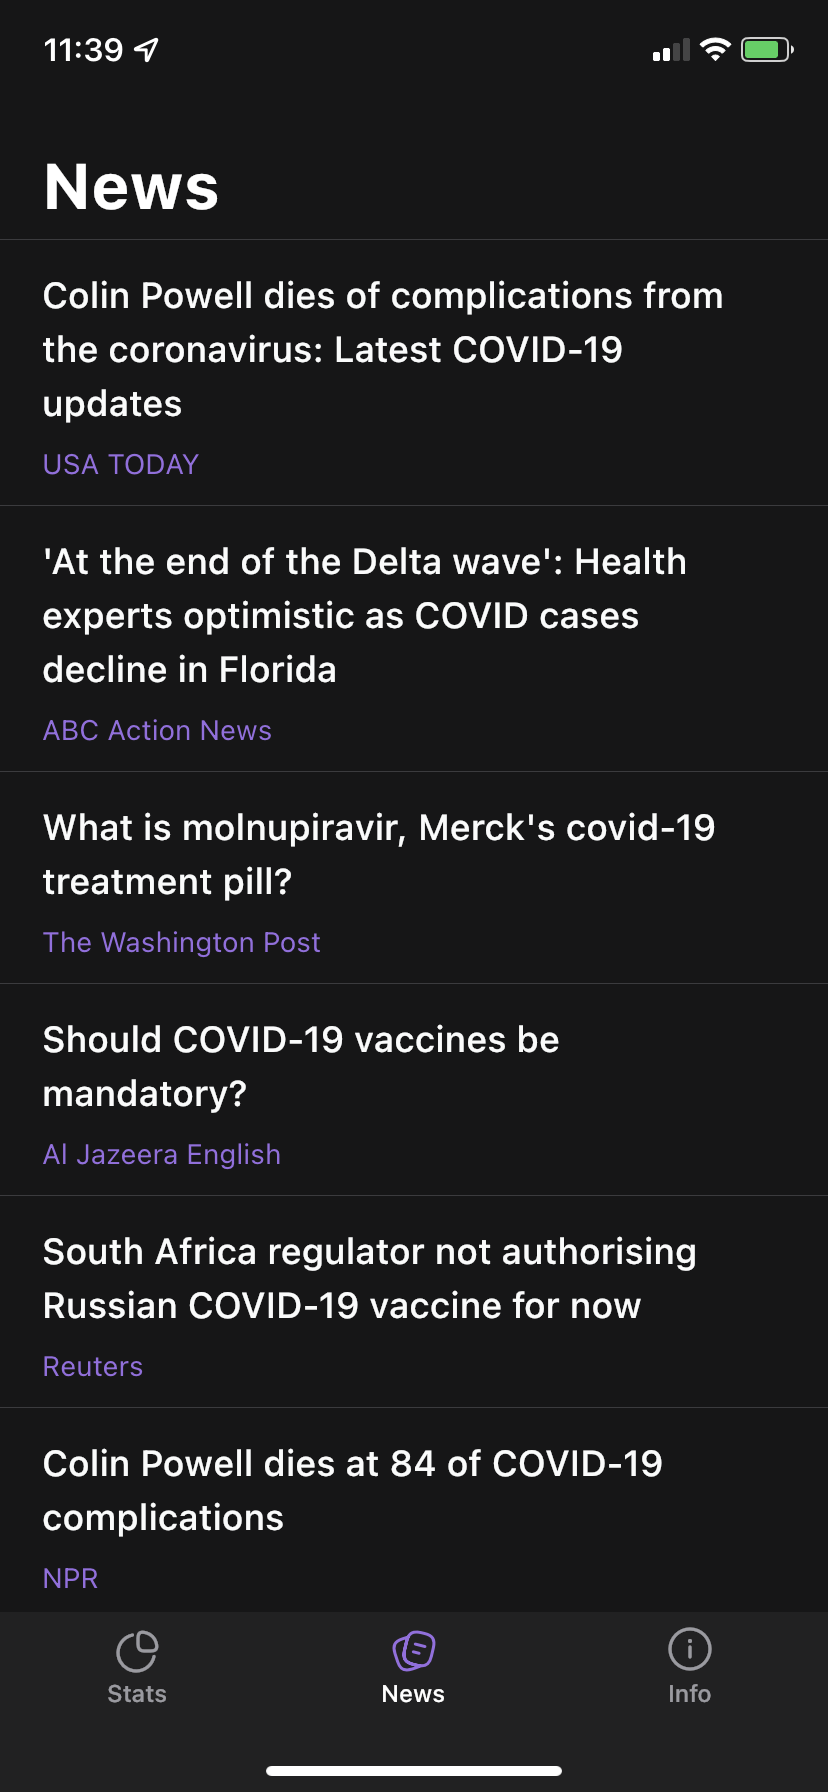 11:39
News
Colin Powell dies of complications from
the coronavirus: Latest COVID-19
updates
USA TODAY
'At the end of the Delta wave': Health
experts optimistic as COVID cases
decline in Florida
ABC Action News
What is molnupiravir, Merck's covid-19
treatment pill?
The Washington Post
Should COVID-19 vaccines be
mandatory?
Al Jazeera English
South Africa regulator not authorising
Russian COVID-19 vaccine for now
Reuters
Colin Powell dies at 84 of COVID-19
complications
NPR
Stats
News
Info